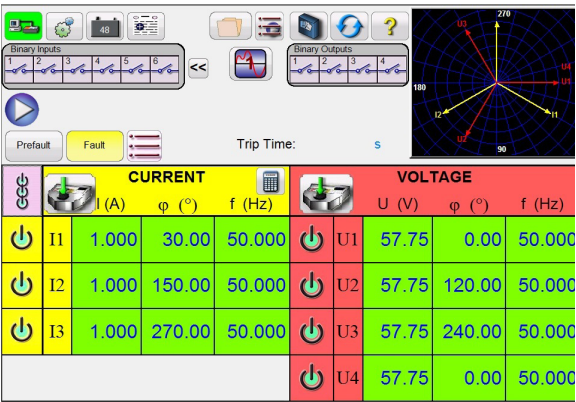 48
Binary Inputs
1 2 3 4 5 6
<<
Binary Outputs
1 2 3 4
?
270
U3
U4
U1
180
I2
I1
U2
90
Prefault
Fault
Trip Time:
s
CURRENT
VOLTAGE
I (A) φ (°) f (Hz)
U (V) φ (°) f (Hz)
I1 1.000 30.00 50.000
U1 57.75 0.00 50.000
I2 1.000 150.00 50.000
U2 57.75 120.00 50.000
I3 1.000 270.00 50.000
U3 57.75 240.00 50.000
U4 57.75 0.00 50.000